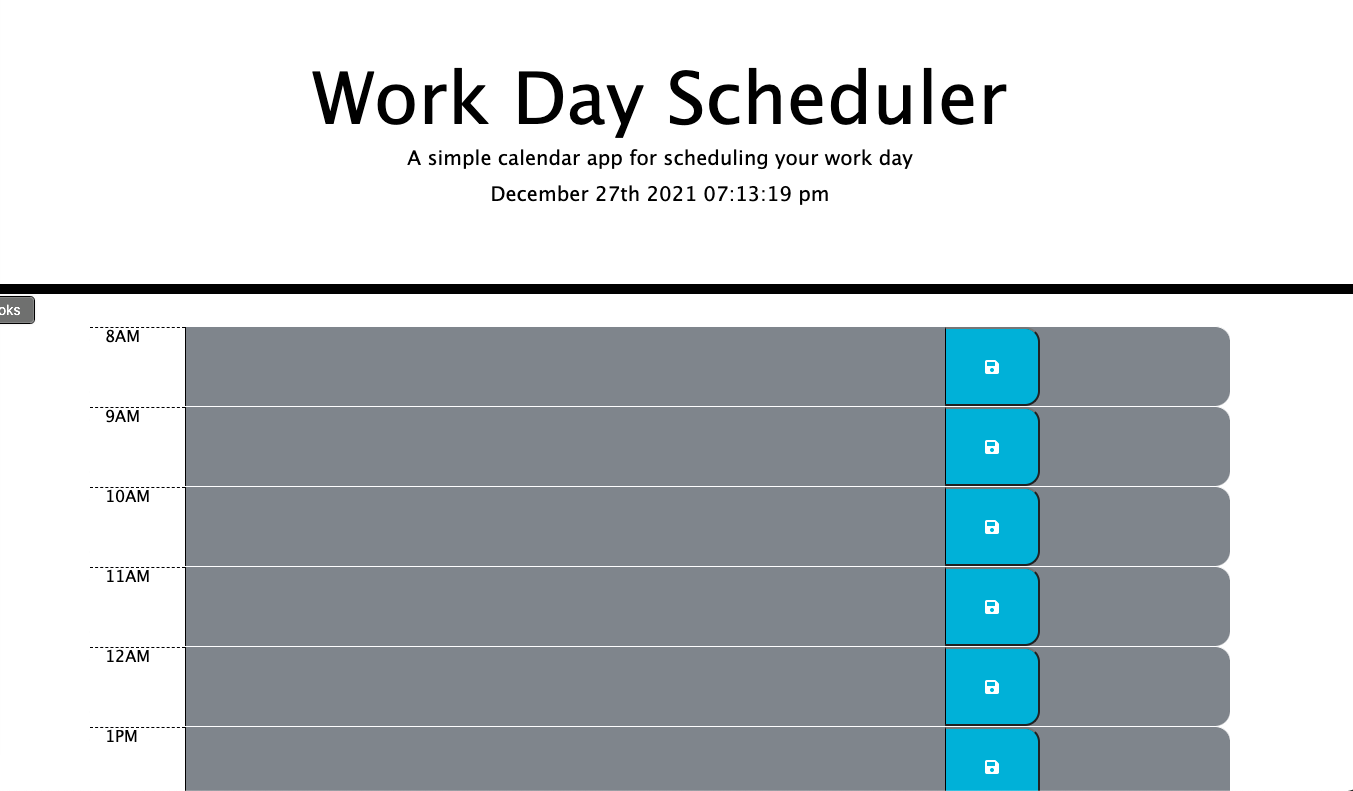 Work Day Scheduler
A simple calendar app for scheduling your work day
December 27th 2021 07:13:19 pm
oks
8AM
9AM
10AM
11AM
12AM
1PM